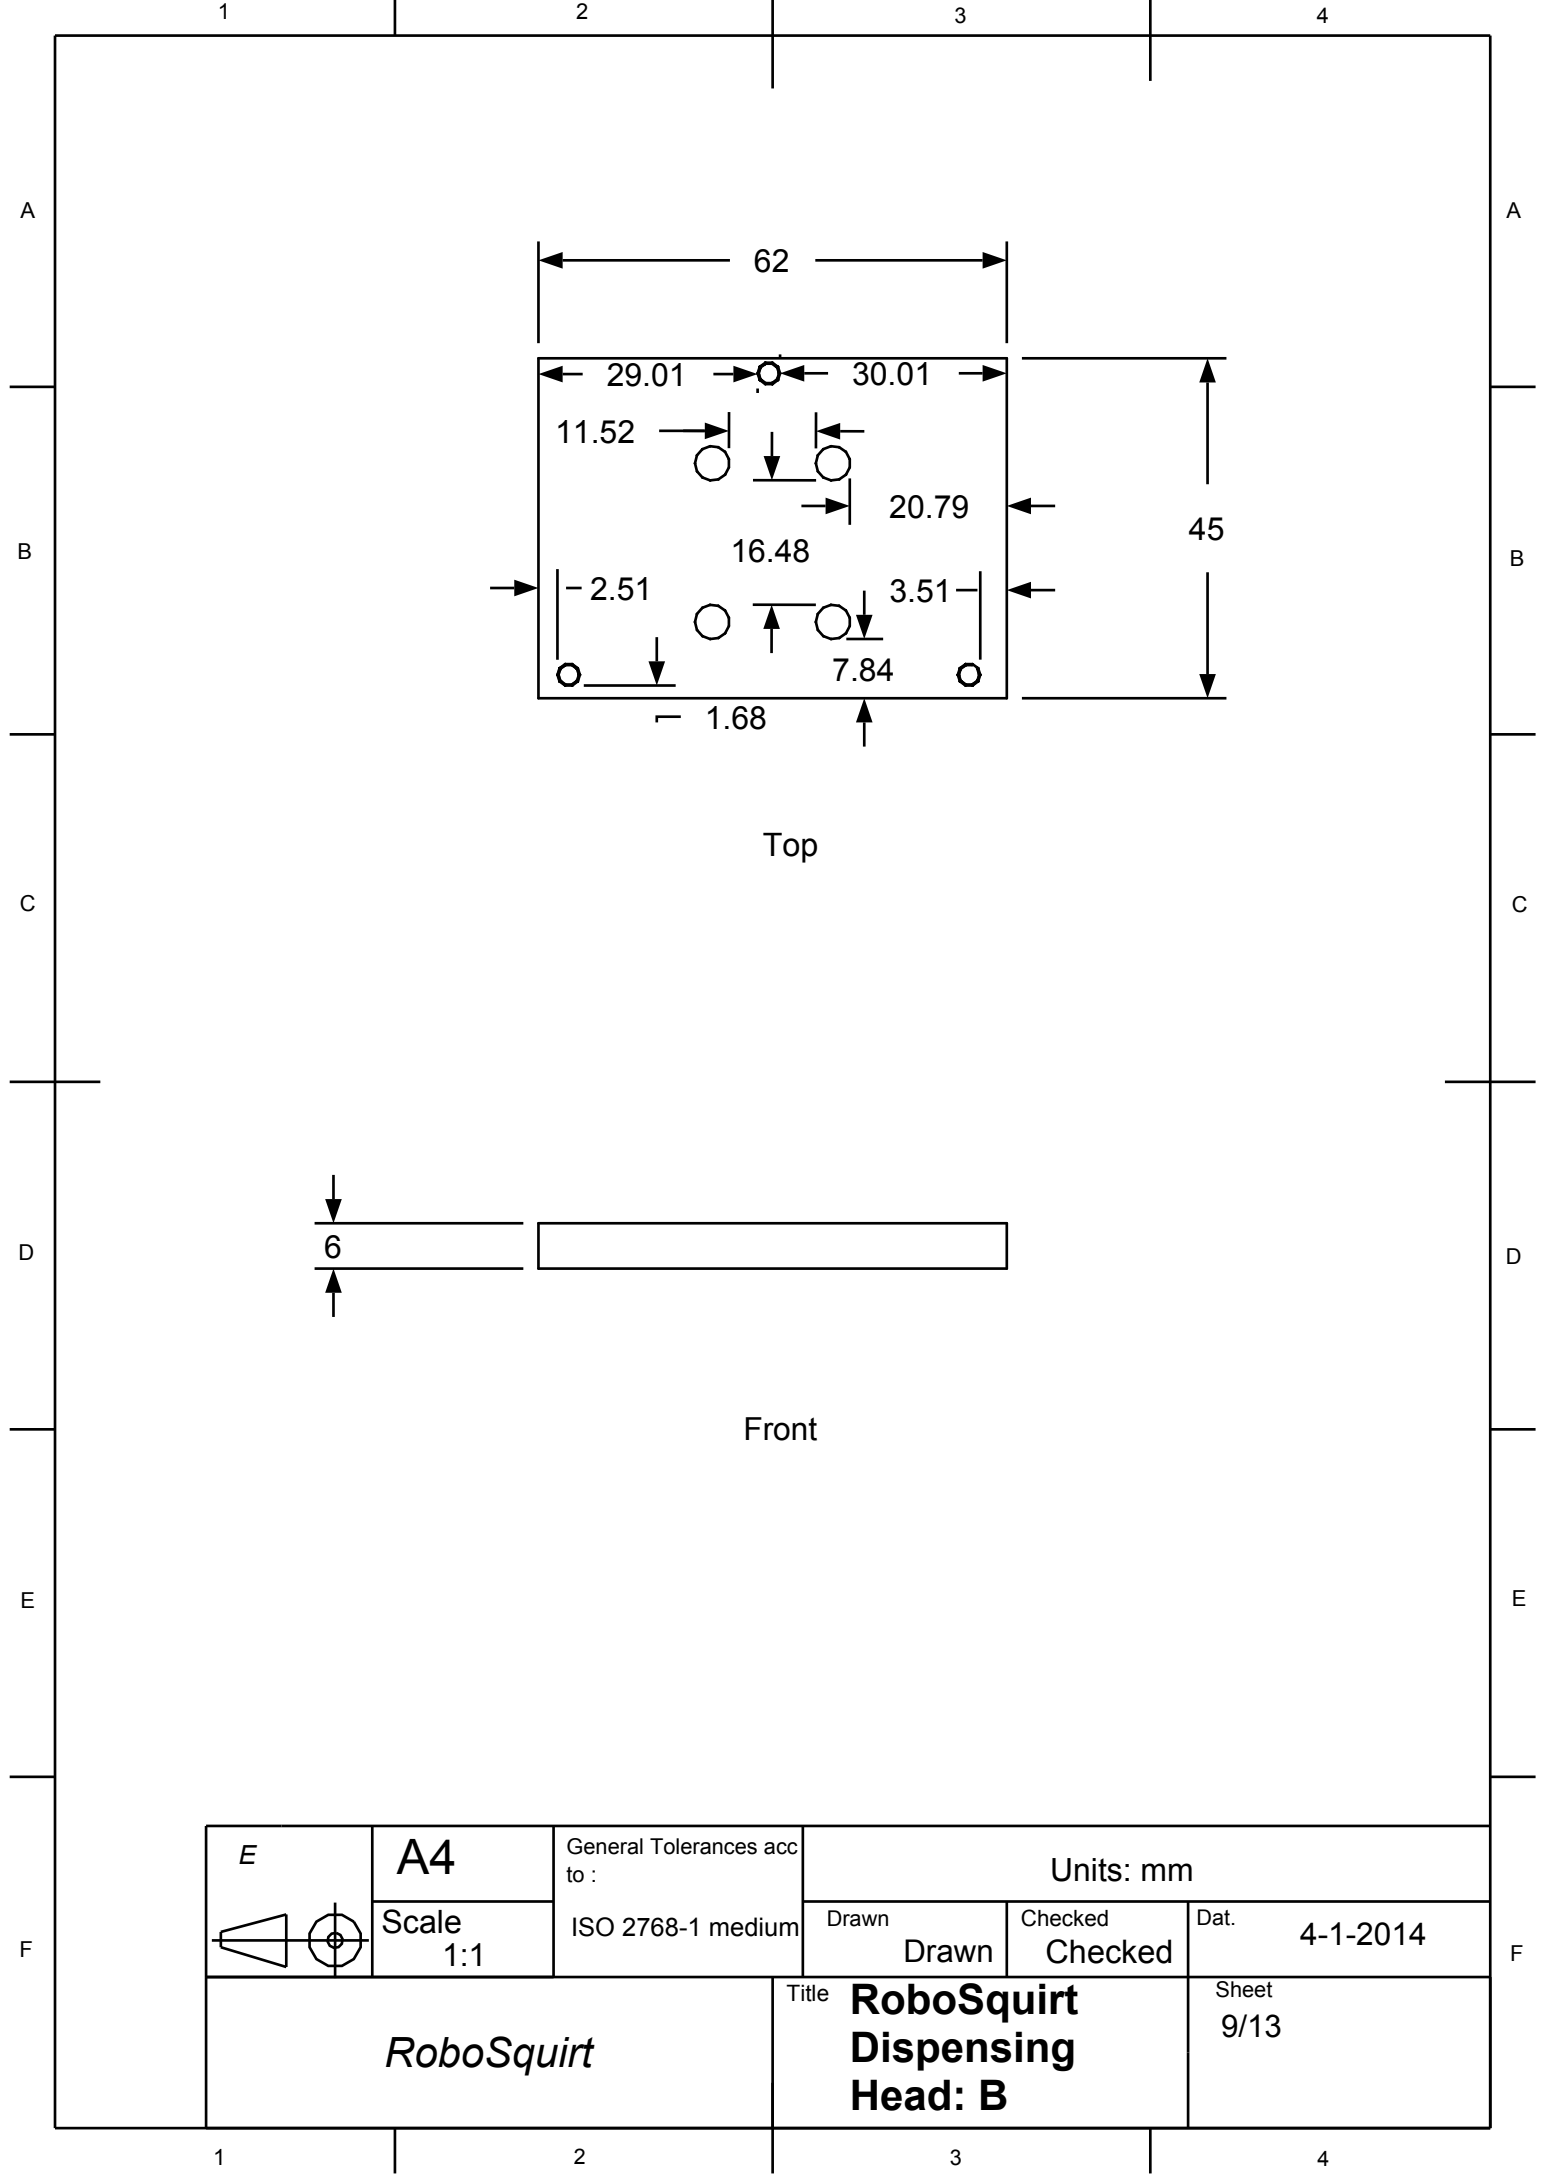 1 2 3 4
A A
62
29.01 30.01
11.52
20.79
45
16.48
B B
2.51 3.51
7.84
1.68
Top
C C
6
D D
Front
E E
E
A4
General Tolerances acc
to :
Units: mm
Scale
1:1
ISO 2768-1 medium
Drawn
Drawn
Checked
Checked
Dat.
4-1-2014
F F
RoboSquirt
Title
RoboSquirt
Dispensing
Head: B
Sheet
9/13
1 2 3 4